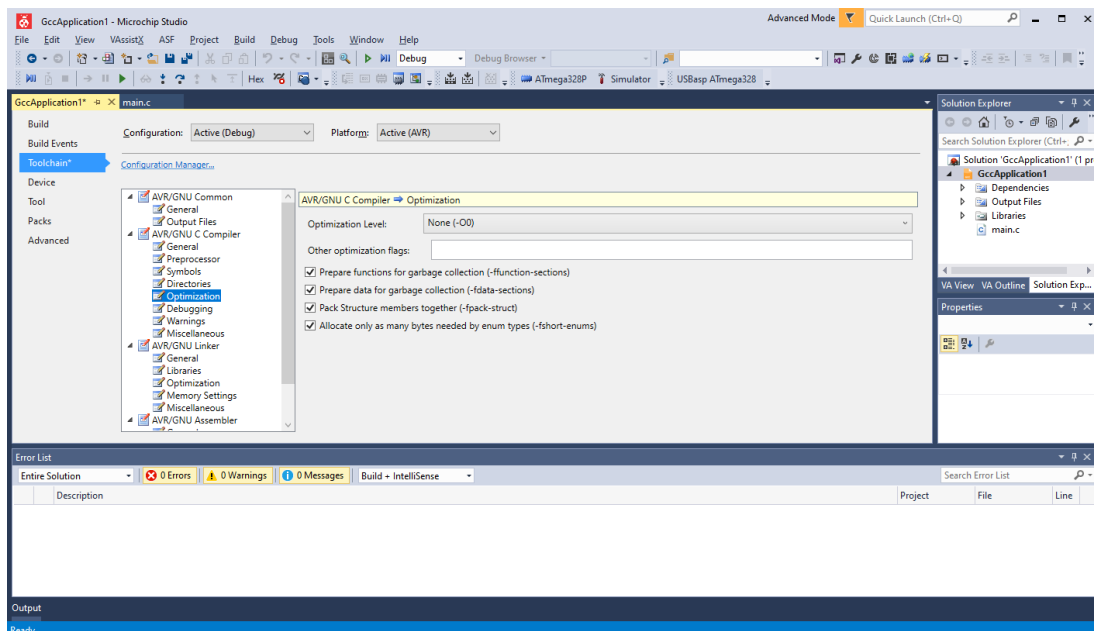 GccApplication1 - Microchip Studio
Advanced Mode
Quick Launch (Ctrl+Q)
File Edit View VAssistX ASF Project Build Debug Tools Window Help
Debug
Debug Browser
Hex
ATmega328P
Simulator
USBasp ATmega328
GccApplication1*
main.c
Build
Build Events
Toolchain*
Device
Tool
Packs
Advanced
Configuration: Active (Debug)
Platform: Active (AVR)
Configuration Manager...
AVR/GNU Common
General
Output Files
AVR/GNU C Compiler
General
Preprocessor
Symbols
Directories
Optimization
Debugging
Warnings
Miscellaneous
AVR/GNU Linker
General
Libraries
Optimization
Memory Settings
Miscellaneous
AVR/GNU Assembler
AVR/GNU C Compiler ➡ Optimization
Optimization Level: None (-O0)
Other optimization flags:
Prepare functions for garbage collection (-ffunction-sections)
Prepare data for garbage collection (-fdata-sections)
Pack Structure members together (-fpack-struct)
Allocate only as many bytes needed by enum types (-fshort-enums)
Solution Explorer
Search Solution Explorer (Ctrl+;
Solution 'GccApplication1' (1 pr
GccApplication1
Dependencies
Output Files
Libraries
main.c
VA View VA Outline Solution Exp...
Properties
Error List
Entire Solution
0 Errors
0 Warnings
0 Messages
Build + IntelliSense
Search Error List
Description Project File Line
Output
Ready